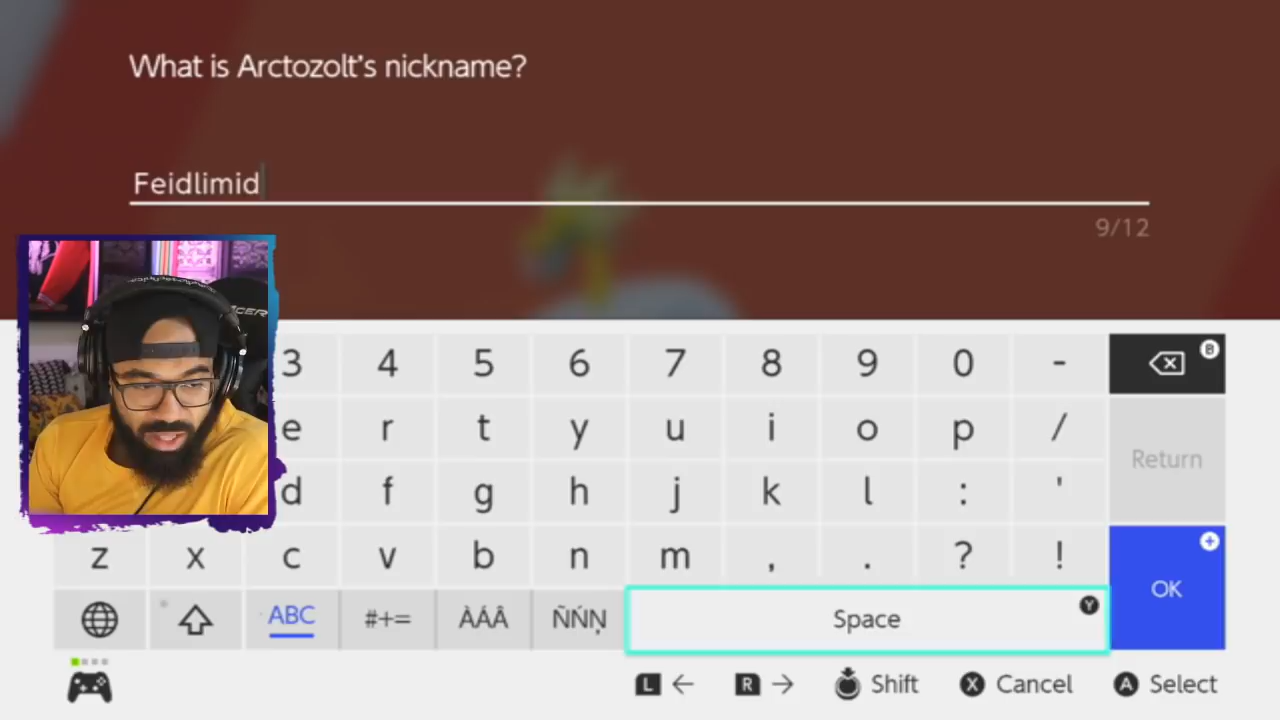 What is Arctozolt's nickname?
Feidlimid
9/12
3 4 5 6 7 8 9 0 -
e r t y u i o p / Return
d f g h j k l : '
z x c v b n m , . ? ! OK
ABC #+= ÀÁÂ ÑŃŅ Space Y
L ← R → Shift X Cancel A Select
B
+